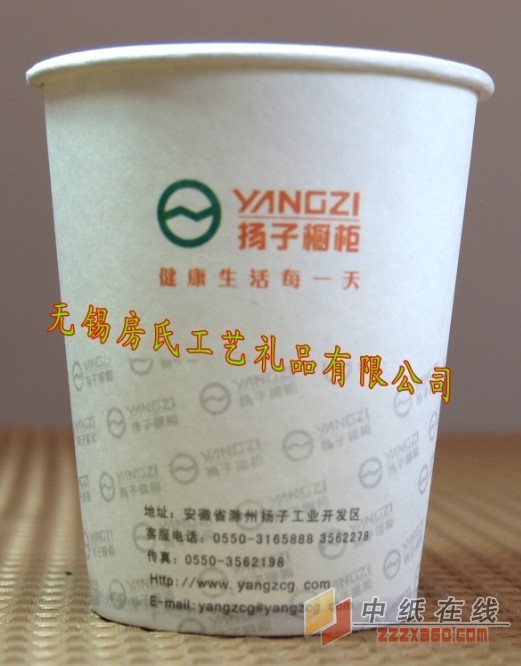 YANGZI
扬子橱柜
健康生活每一天
无锡房氏工艺礼品有限公司
地址：安徽省滁州扬子工业开发区
客服电话：0550-3165888 3562278
传真：0550-3562198
Http://www.yangzcg.com
E-mail:yangzcg@yangzcg.com
中纸在线
zzzx360.com